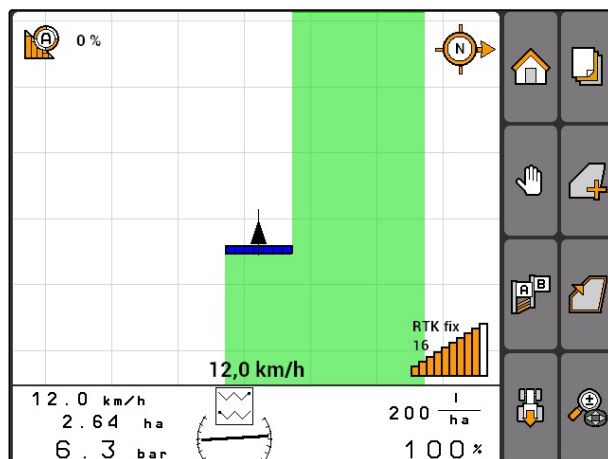 A 0 %
N
A B
RTK fix
16
12,0 km/h
12.0 km/h
2.64 ha
6.3 bar
200 l/ha
100 %